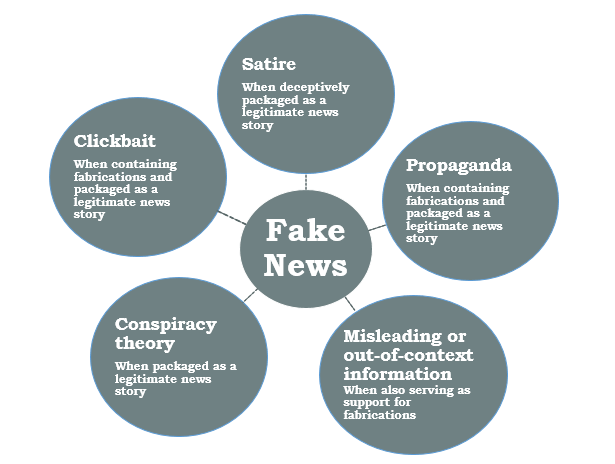 Satire
When deceptively
packaged as a
legitimate news
story
Clickbait
When containing
fabrications and
packaged as a
legitimate news
story
Propaganda
When containing
fabrications and
packaged as a
legitimate news
story
Fake
News
Conspiracy
theory
When packaged as a
legitimate news
story
Misleading or
out-of-context
information
When also serving as
support for
fabrications